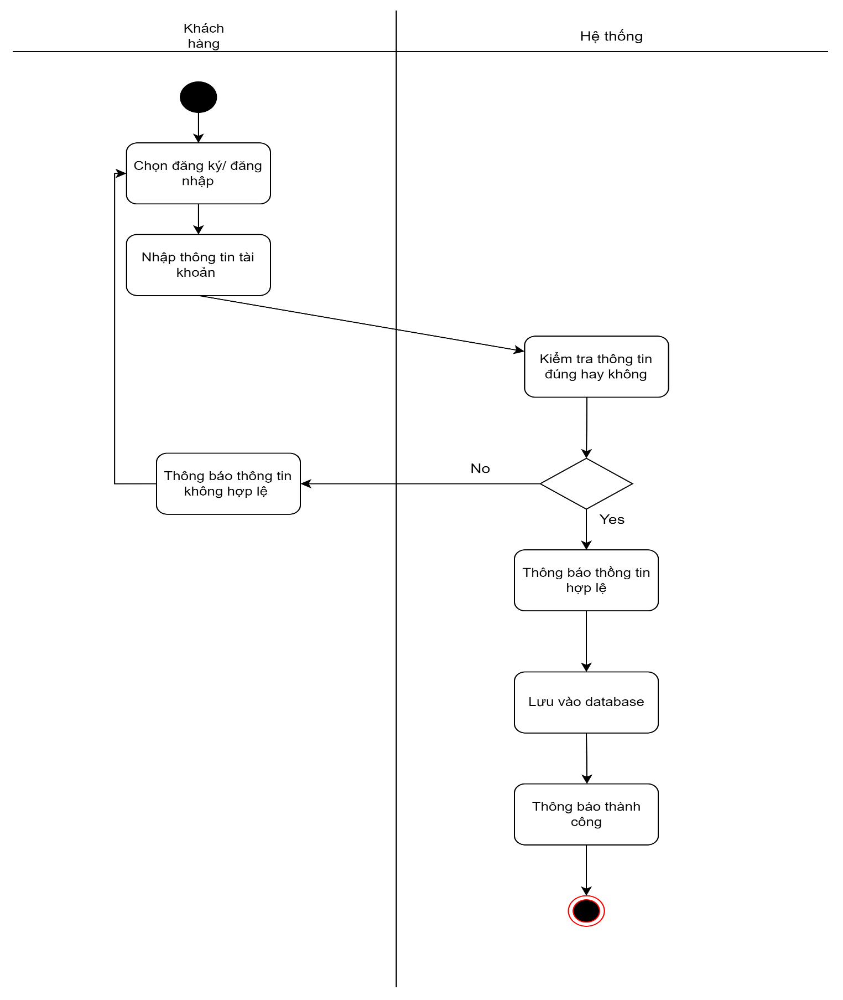 Khách
hàng
Hệ thống
Chọn đăng ký/ đăng
nhập
Nhập thông tin tài
khoản
Kiểm tra thông tin
đúng hay không
No
Thông báo thông tin
không hợp lệ
Yes
Thông báo thồng tin
hợp lệ
Lưu vào database
Thông báo thành
công